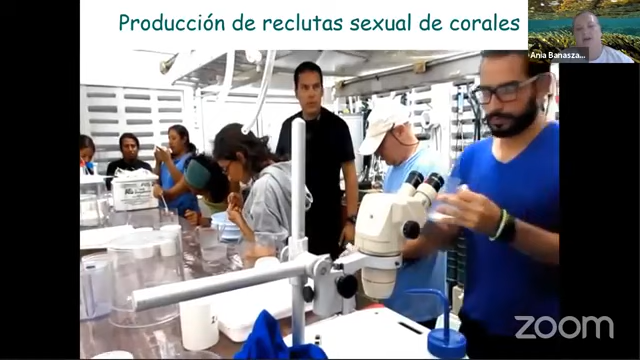 Producción de reclutas sexual de corales
Ania Banasza...
zoom